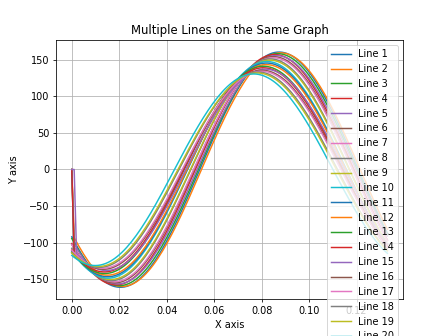 Multiple Lines on the Same Graph
150
100
50
0
−50
−100
−150
Y axis
0.00
0.02
0.04
0.06
0.08
0.10
X axis
Line 1
Line 2
Line 3
Line 4
Line 5
Line 6
Line 7
Line 8
Line 9
Line 10
Line 11
Line 12
Line 13
Line 14
Line 15
Line 16
Line 17
Line 18
Line 19
Line 20